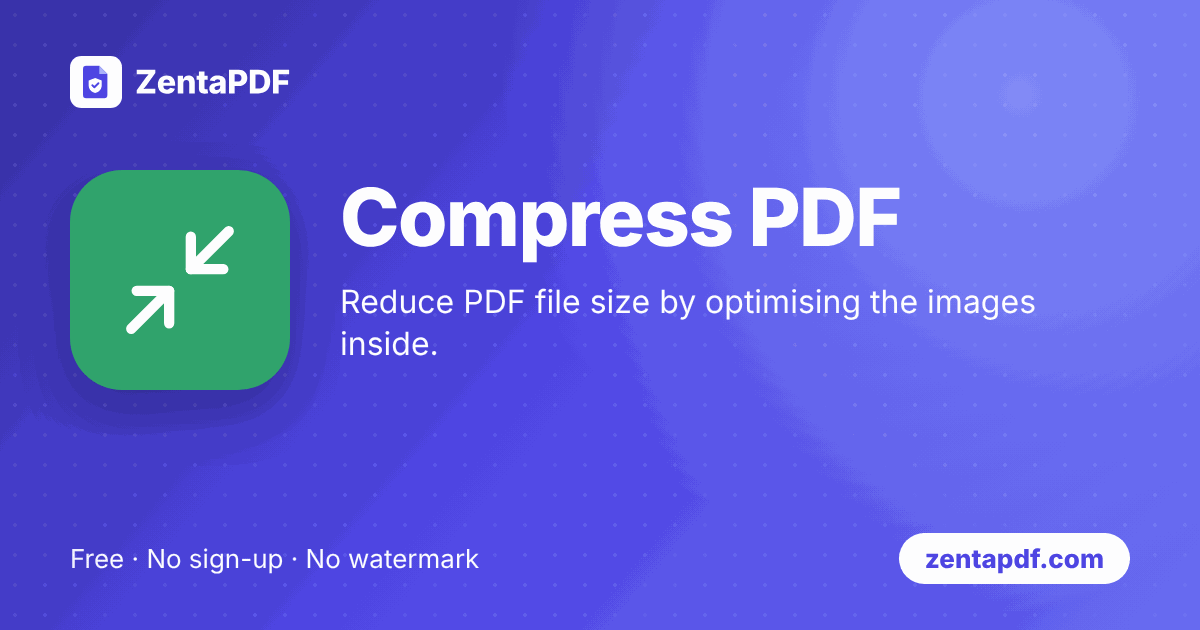 ZentaPDF
Compress PDF
Reduce PDF file size by optimising the images
inside.
Free · No sign-up · No watermark
zentapdf.com